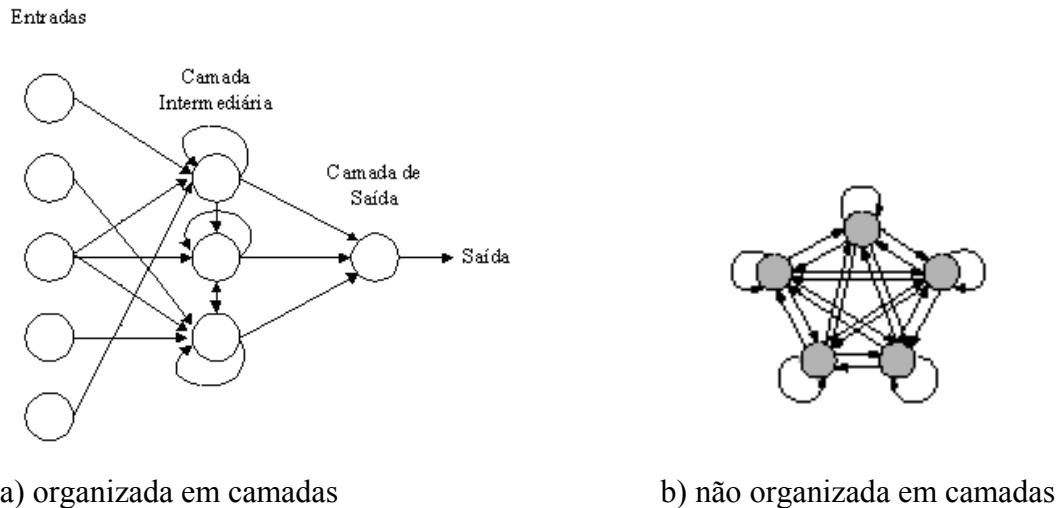 Entradas
Camada
Intermediária
Camada de
Saída
Saída
a) organizada em camadas
b) não organizada em camadas